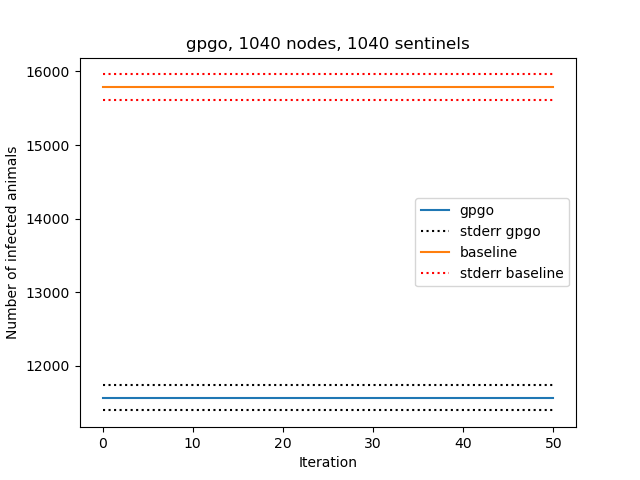 gpgo, 1040 nodes, 1040 sentinels
16000
15000
14000
13000
12000
Number of infected animals
gpgo
stderr gpgo
baseline
stderr baseline
0 10 20 30 40 50
Iteration